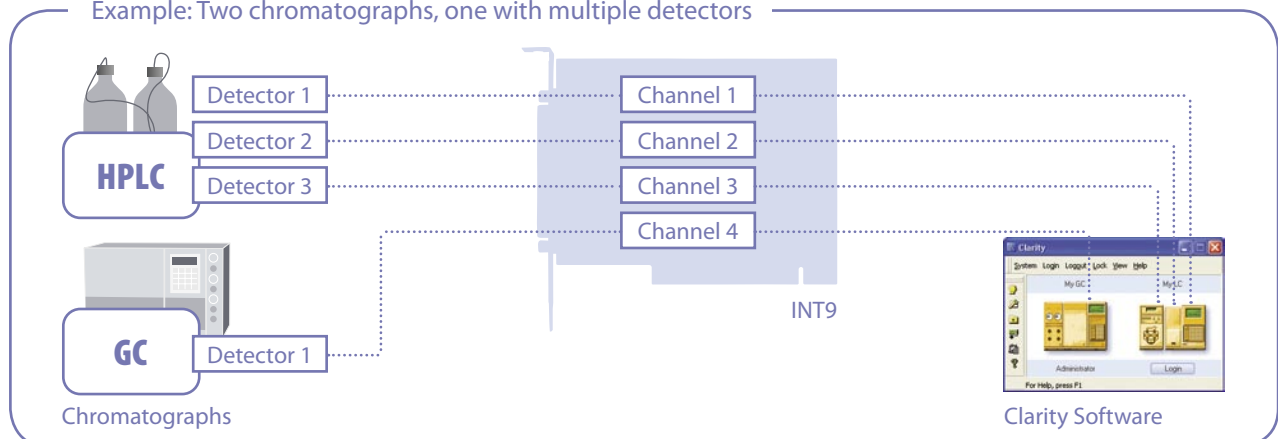 Example: Two chromatographs, one with multiple detectors
Detector 1
Channel 1
Detector 2
Channel 2
HPLC
Detector 3
Channel 3
Channel 4
Clarity
System Login Loggut Lock View Help
My GC
My LC
INT9
GC
Detector 1
Administrator
Login
For Help, press F1
Chromatographs
Clarity Software